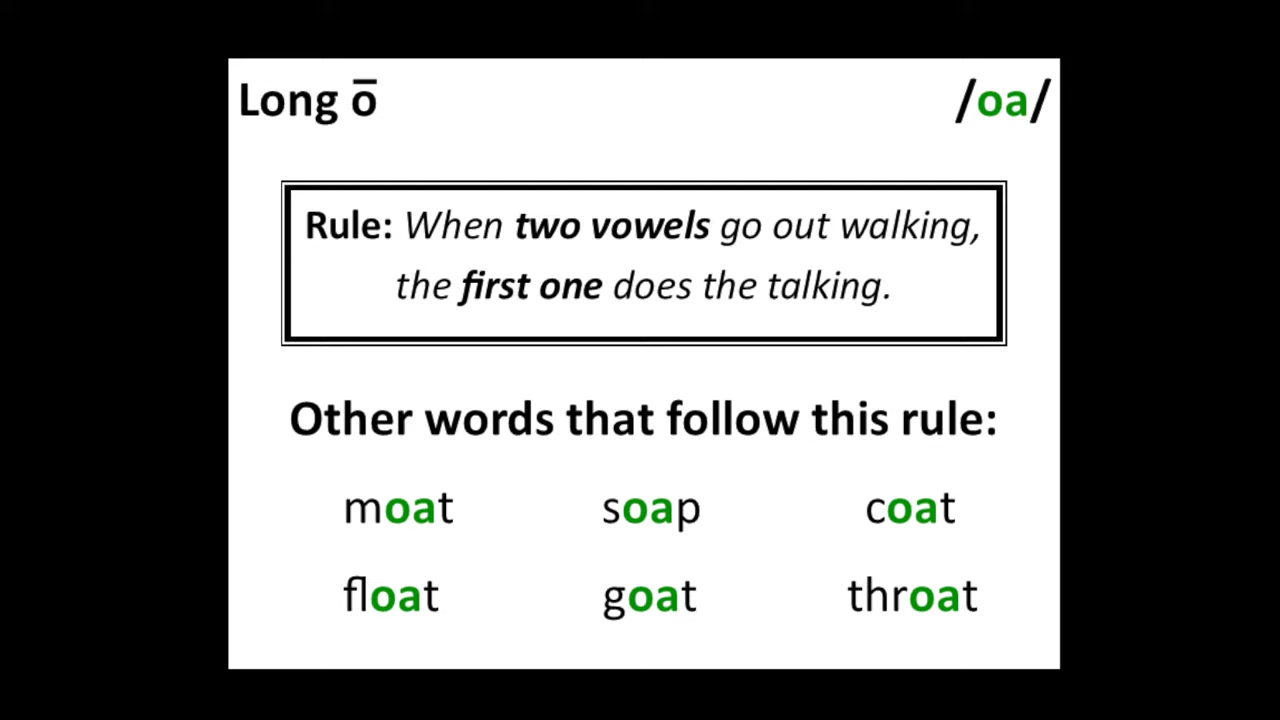 Long ō /oa/
Rule: When two vowels go out walking,
the first one does the talking.
Other words that follow this rule:
moat soap coat
float goat throat